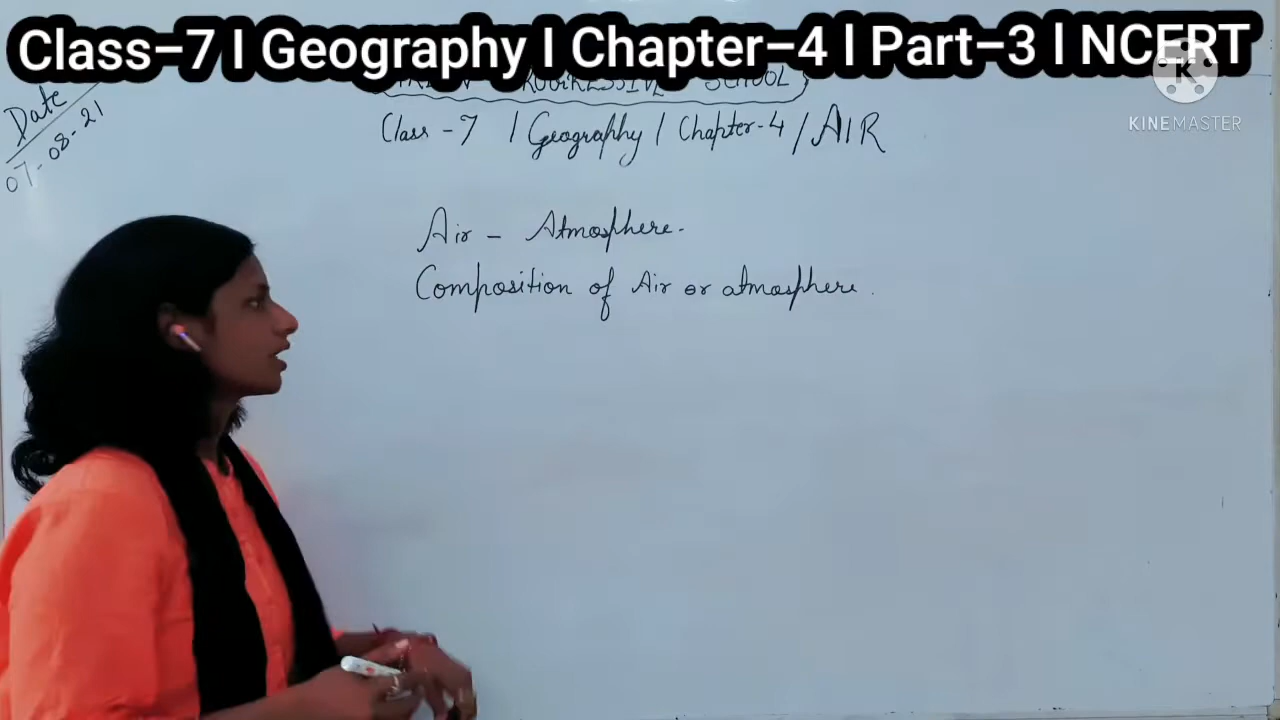 Class-7 | Geography | Chapter-4 | Part-3 | NCERT
KINEMASTER
SCHOOL
Date
07-08-21
Class -7 | Geography | Chapter-4 / AIR
Air - Atmosphere.
Composition of Air or atmosphere.